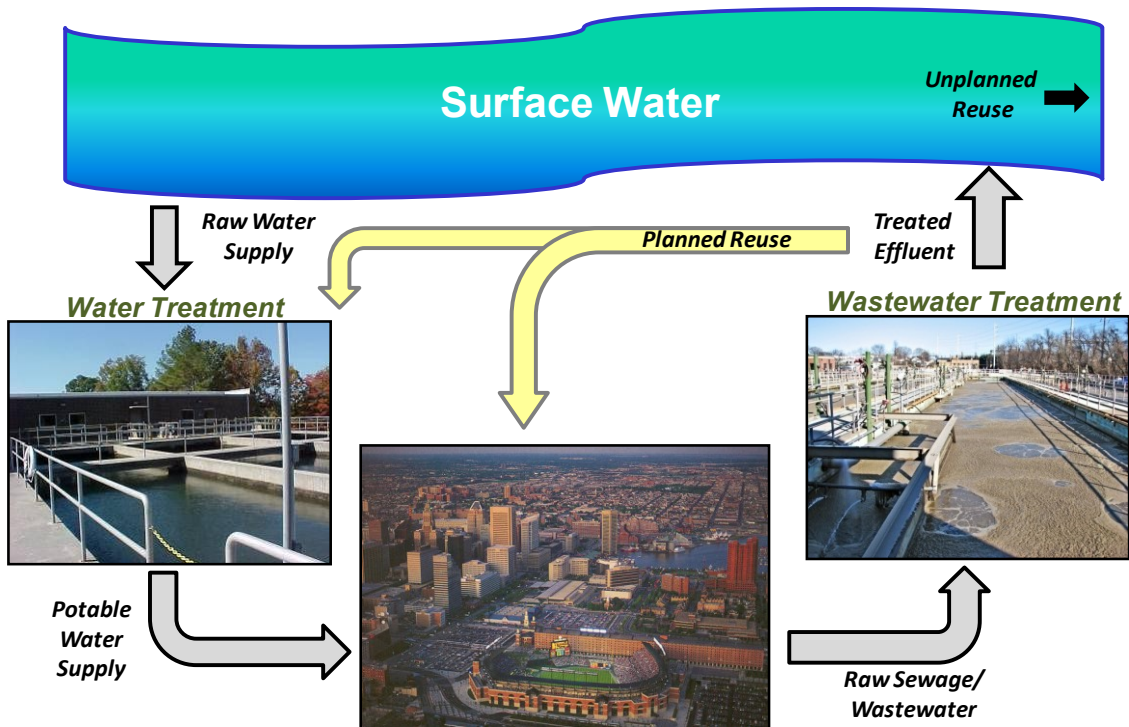 Surface Water
Unplanned
Reuse
Raw Water
Supply
Planned Reuse
Treated
Effluent
Water Treatment
Wastewater Treatment
Potable
Water
Supply
Raw Sewage/
Wastewater